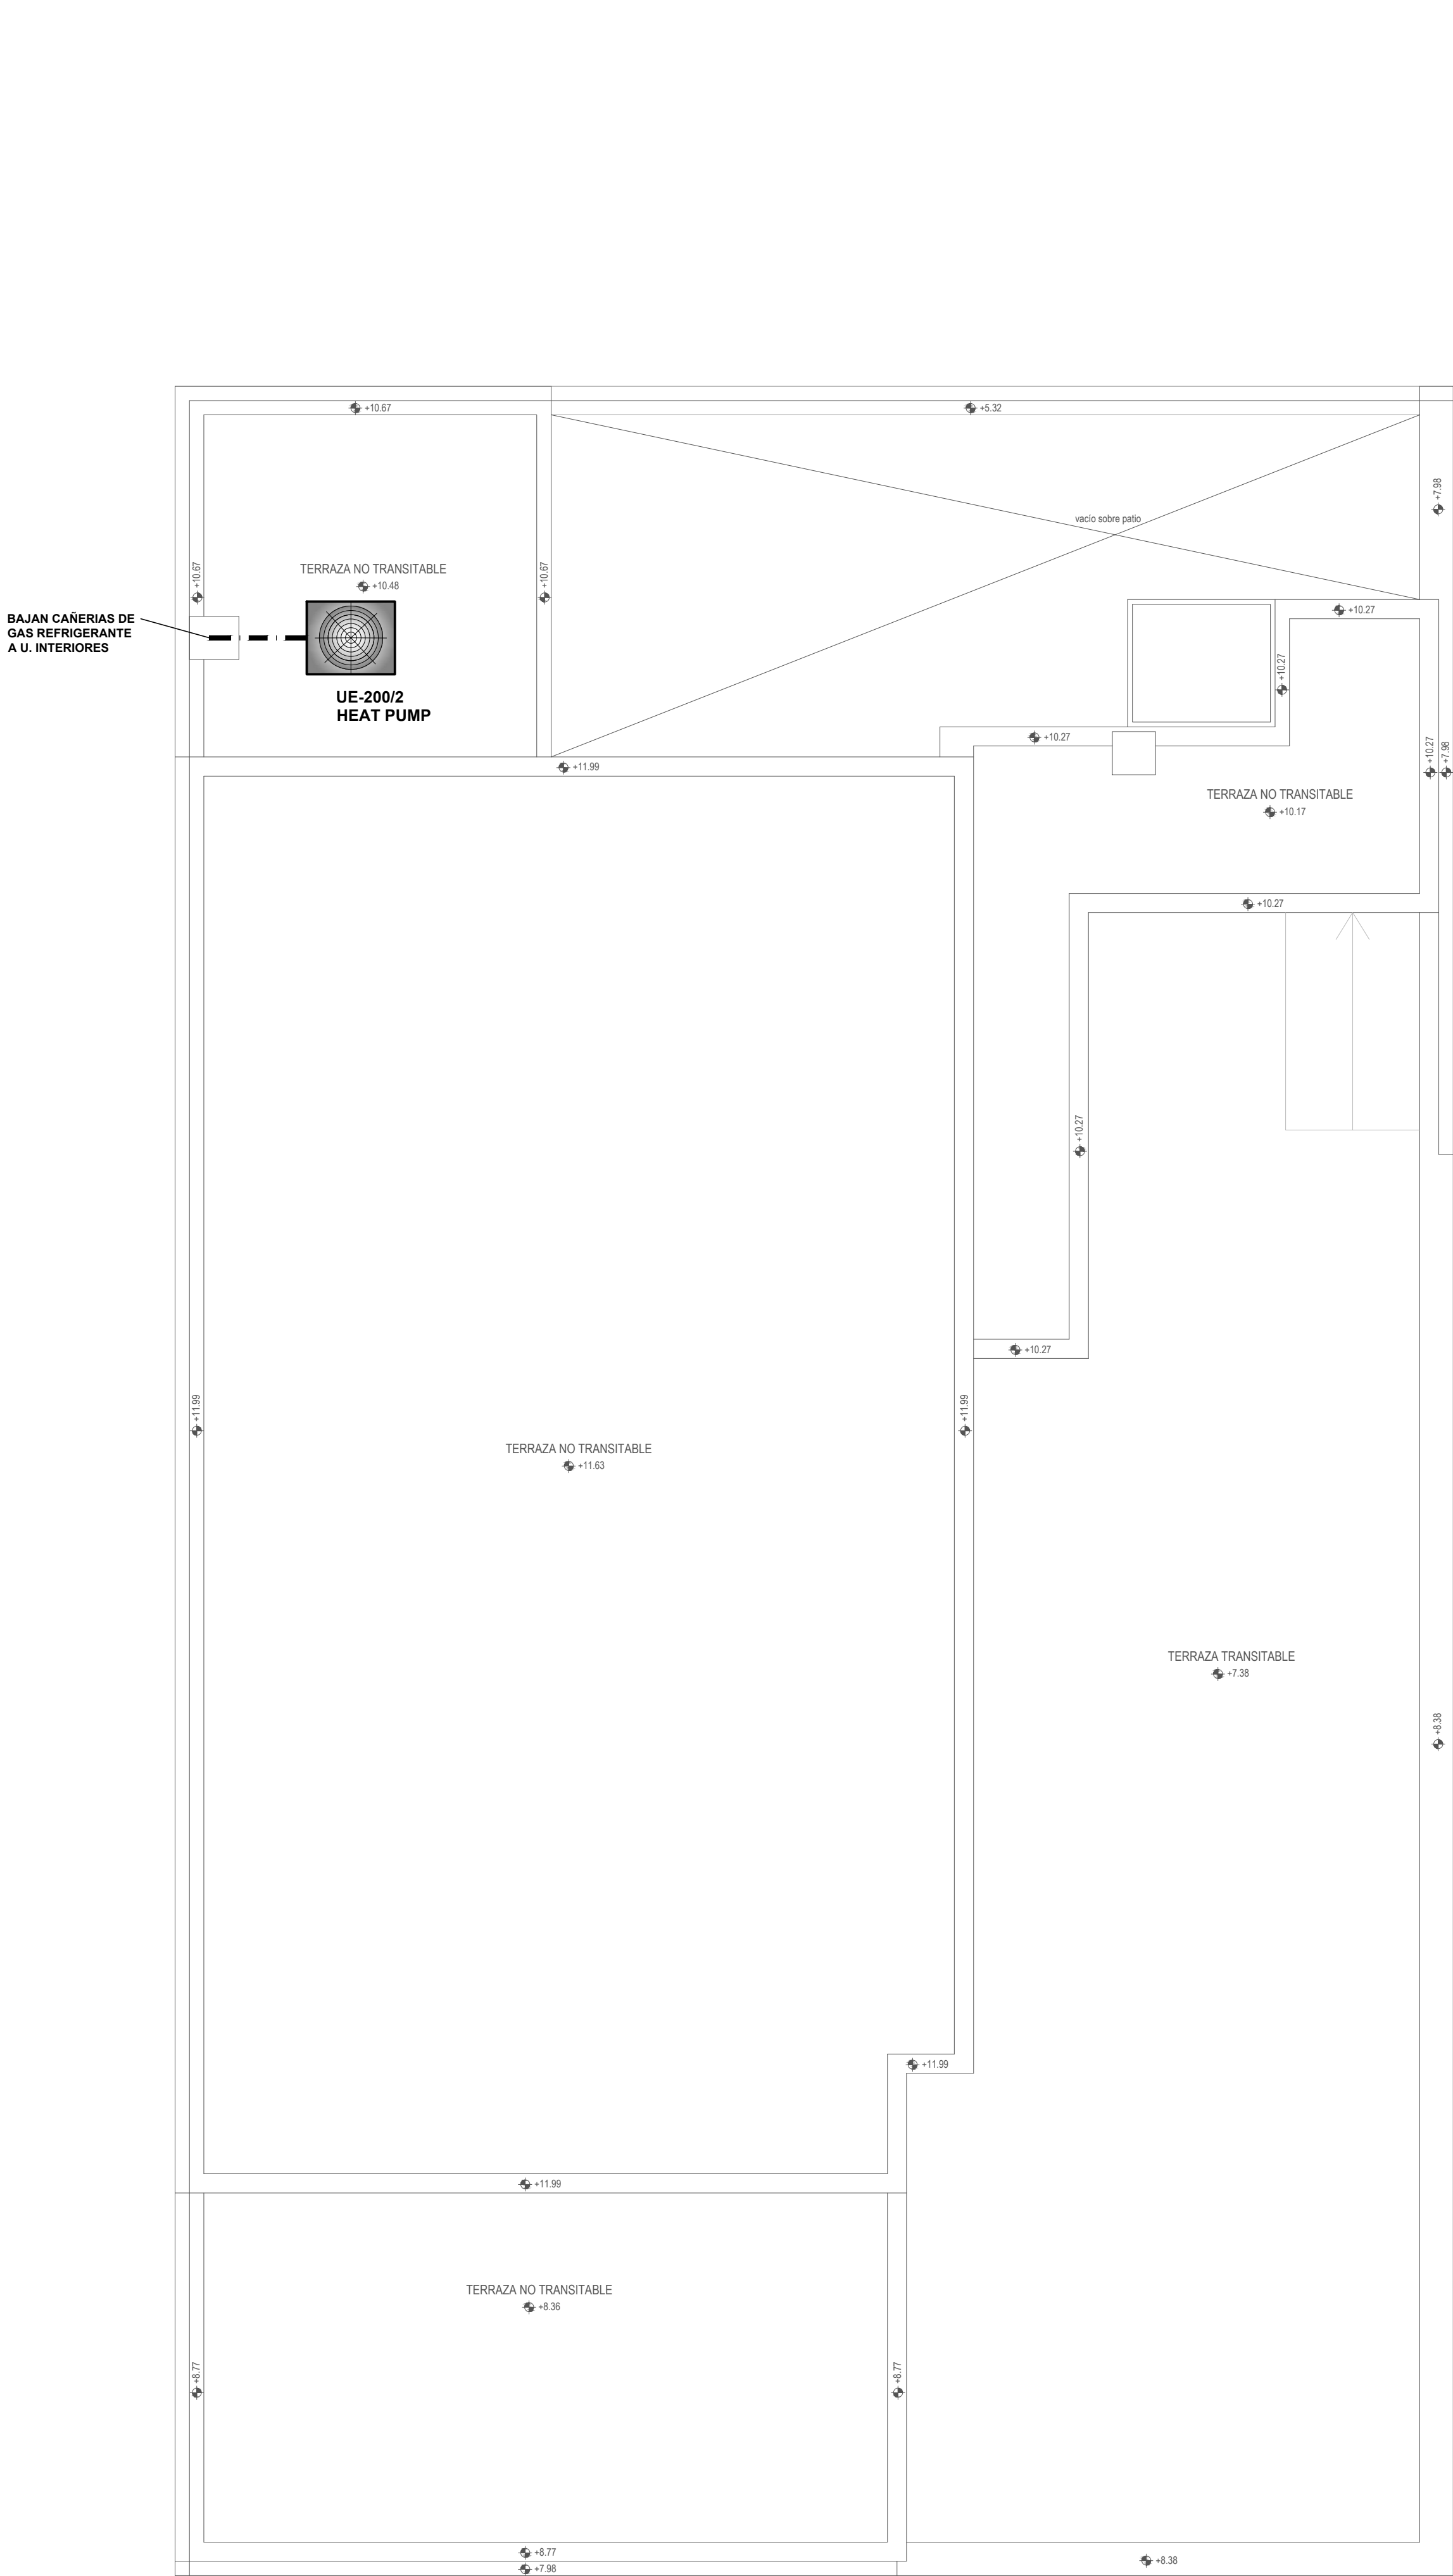 +10.67
+5.32
+7.98
vacío sobre patio
TERRAZA NO TRANSITABLE
+10.48
+10.67
+10.67
BAJAN CAÑERIAS DE
GAS REFRIGERANTE
A U. INTERIORES
UE-200/2
HEAT PUMP
+10.27
+10.27
+10.27
+11.99
+10.27
+7.98
TERRAZA NO TRANSITABLE
+10.17
+10.27
+10.27
+10.27
+11.99
+11.99
TERRAZA NO TRANSITABLE
+11.63
TERRAZA TRANSITABLE
+7.38
+8.38
+11.99
+11.99
TERRAZA NO TRANSITABLE
+8.36
+8.77
+8.77
+8.77
+8.38
+7.98